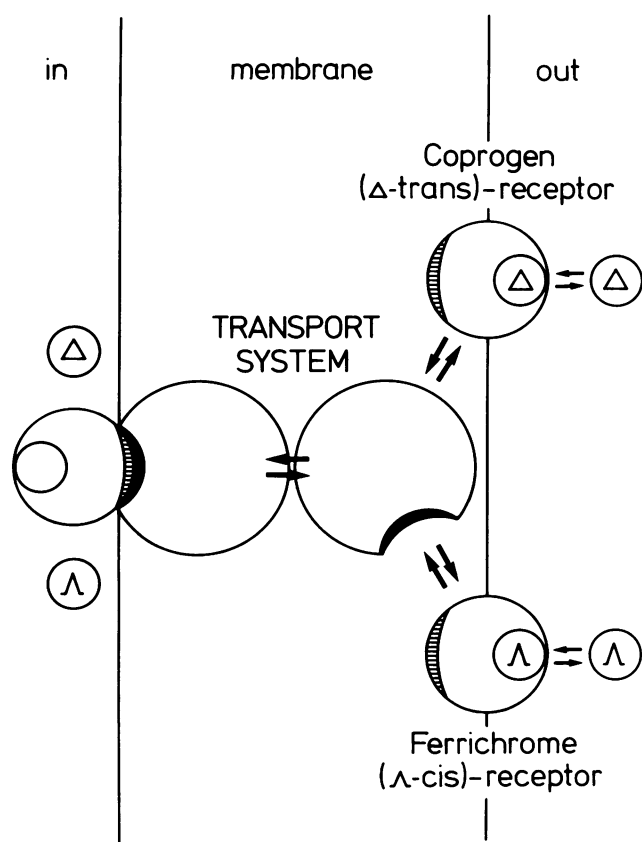 in membrane out
Coprogen
(Δ-trans)-receptor
Δ Δ
TRANSPORT
SYSTEM
Δ
Λ
Λ Λ
Ferrichrome
(Λ-cis)-receptor